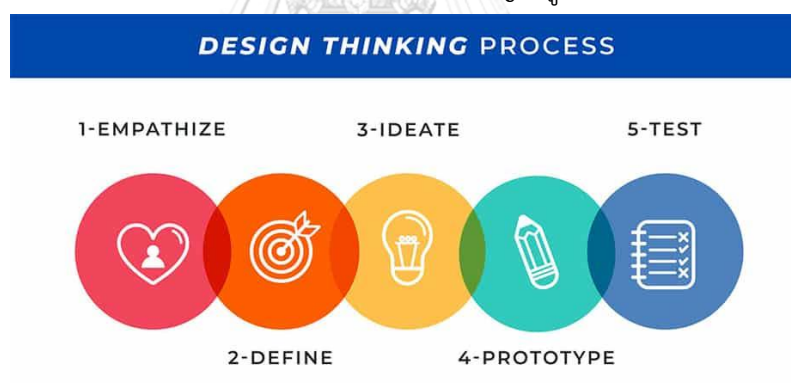 DESIGN THINKING PROCESS
1-EMPATHIZE
3-IDEATE
5-TEST
2-DEFINE
4-PROTOTYPE